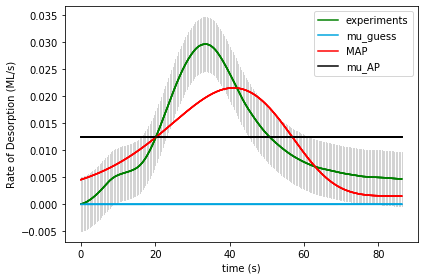 0.035
0.030
0.025
0.020
0.015
0.010
0.005
0.000
−0.005
Rate of Desorption (ML/s)
experiments
mu_guess
MAP
mu_AP
0
20
40
60
80
time (s)